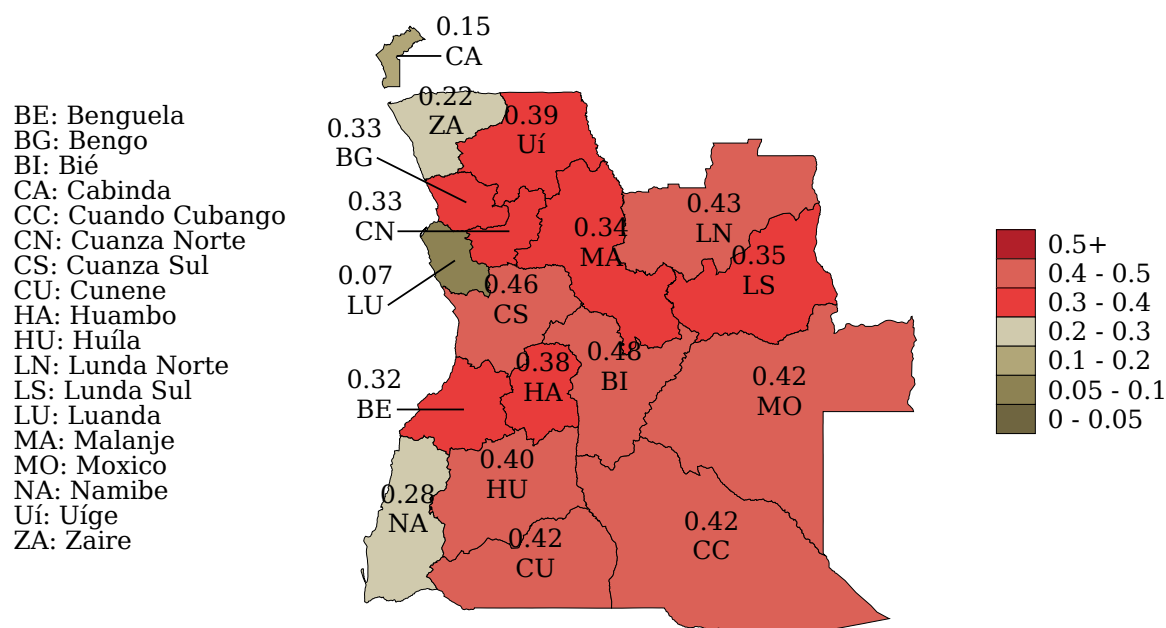 BE: Benguela
BG: Bengo
BI: Bié
CA: Cabinda
CC: Cuando Cubango
CN: Cuanza Norte
CS: Cuanza Sul
CU: Cunene
HA: Huambo
HU: Huíla
LN: Lunda Norte
LS: Lunda Sul
LU: Luanda
MA: Malanje
MO: Moxico
NA: Namibe
Uí: Uíge
ZA: Zaire
0.15
CA
0.22
ZA
0.39
Uí
0.33
BG
0.33
CN
0.07
LU
0.34
MA
0.43
LN
0.35
LS
0.46
CS
0.48
BI
0.38
HA
0.32
BE
0.42
MO
0.40
HU
0.28
NA
0.42
CU
0.42
CC
0.5+
0.4 - 0.5
0.3 - 0.4
0.2 - 0.3
0.1 - 0.2
0.05 - 0.1
0 - 0.05